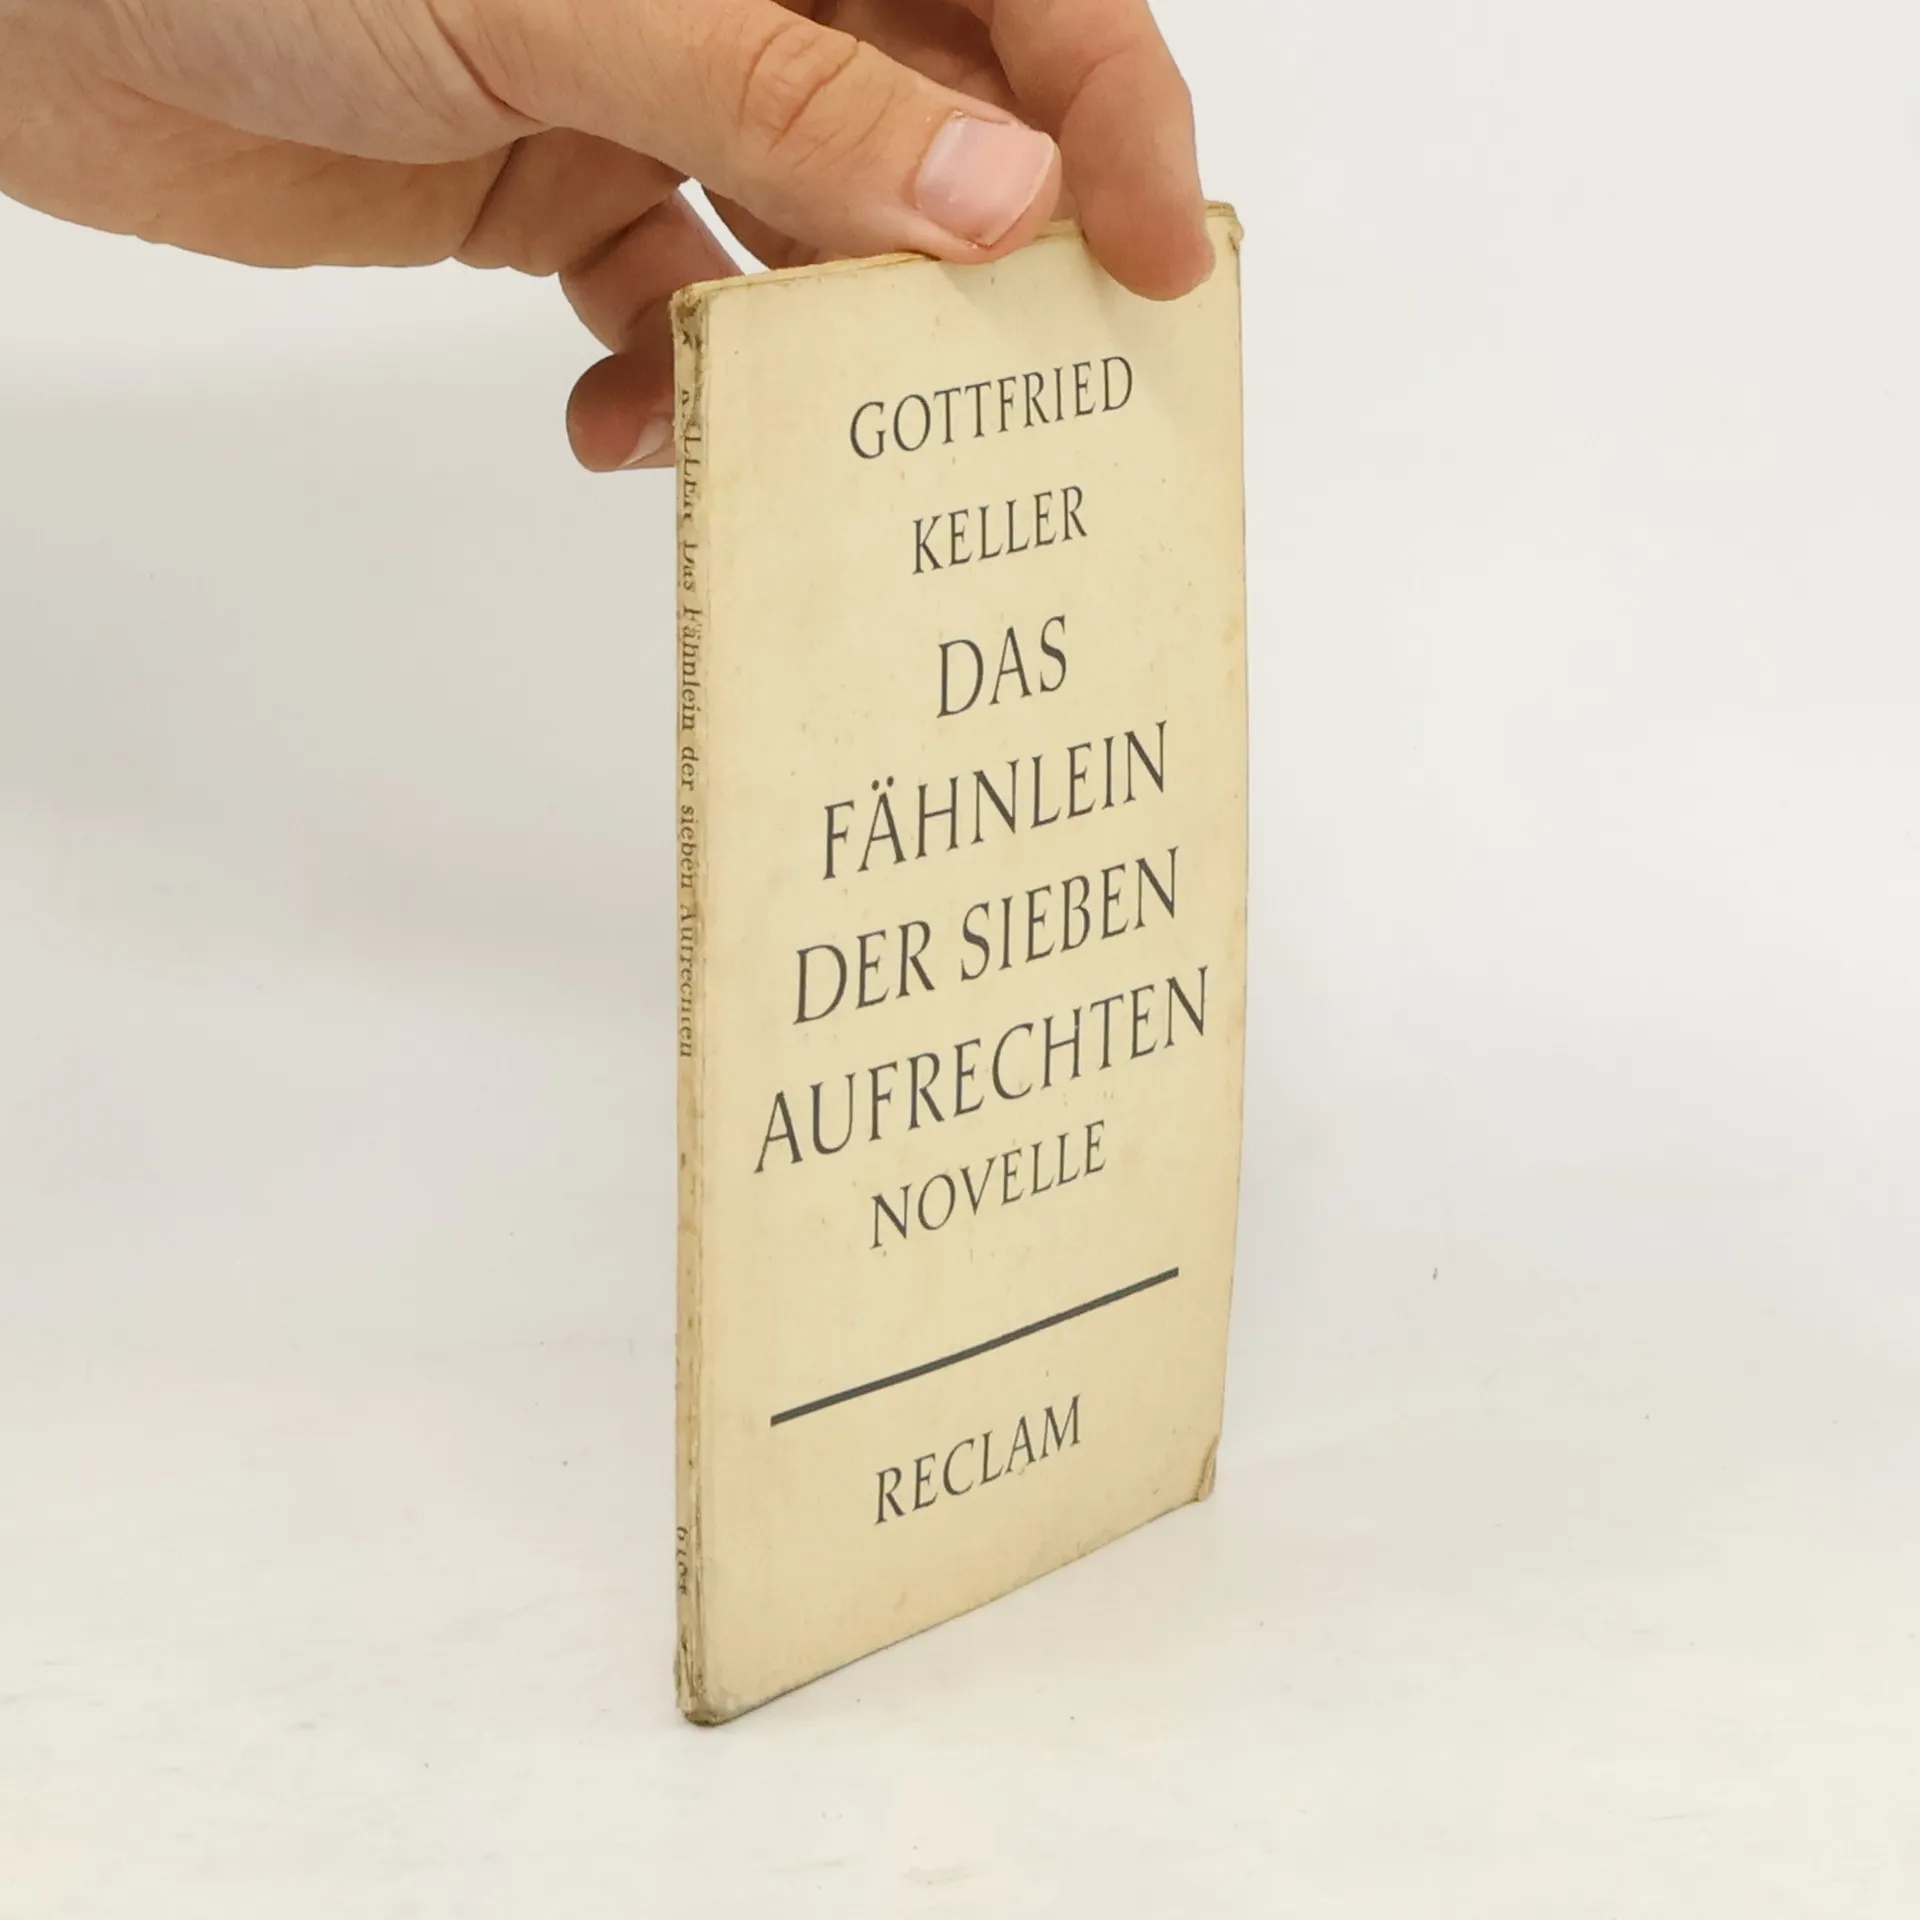 GOTTFRIED
KELLER
DAS
FÄHNLEIN
DER SIEBEN
AUFRECHTEN
NOVELLE
RECLAM
Das Fähnlein der sieben Aufrechten